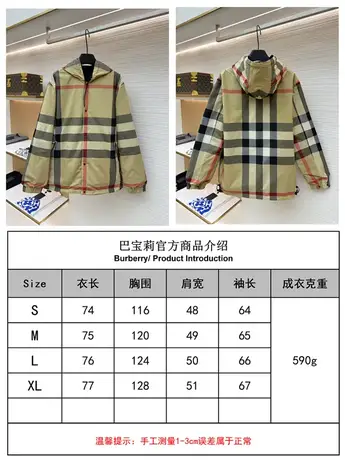 巴宝莉官方商品介绍
Burberry/ Product Introduction
Size 衣长 胸围 肩宽 袖长 成衣克重
S 74 116 48 64
M 75 120 49 65
L 76 124 50 66
XL 77 128 51 67
590g
温馨提示：手工测量1-3cm误差属于正常